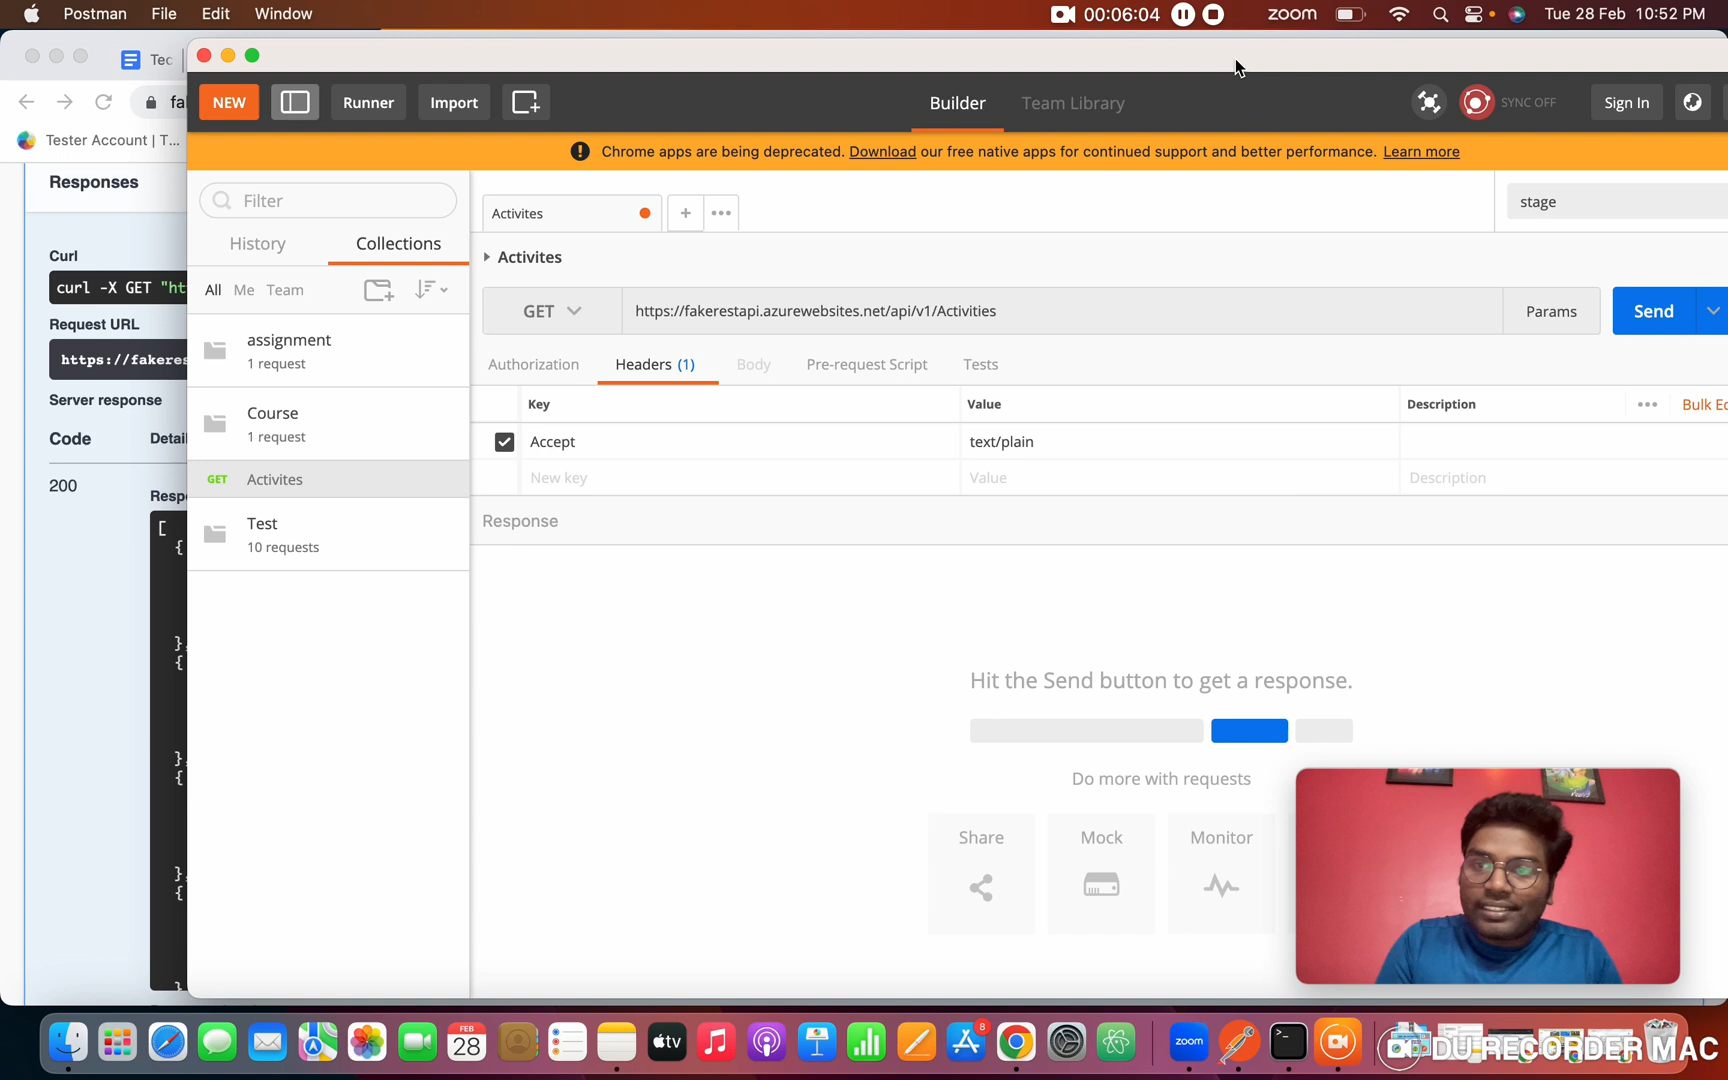 Postman File Edit Window 00:06:04 zoom Tue 28 Feb 10:52 PM
Tec
NEW Runner Import Builder Team Library SYNC OFF Sign In
Tester Account | T...
Chrome apps are being deprecated. Download our free native apps for continued support and better performance. Learn more
Responses
Filter
Activites
stage
History Collections
Activites
Curl
curl -X GET "ht
All Me Team
GET https://fakerestapi.azurewebsites.net/api/v1/Activities Params Send
Request URL
https://fakeres
assignment
1 request
Authorization Headers (1) Body Pre-request Script Tests
Server response
Key Value Description Bulk Ed
Code Detail
Course
1 request
Accept text/plain
GET Activites
New key Value Description
200
Resp
Response
Test
10 requests
[
{
},
{
},
{
},
{
}
Hit the Send button to get a response.
Do more with requests
Share Mock Monitor
FEB
28
tv
8
zoom
DU RECORDER MAC